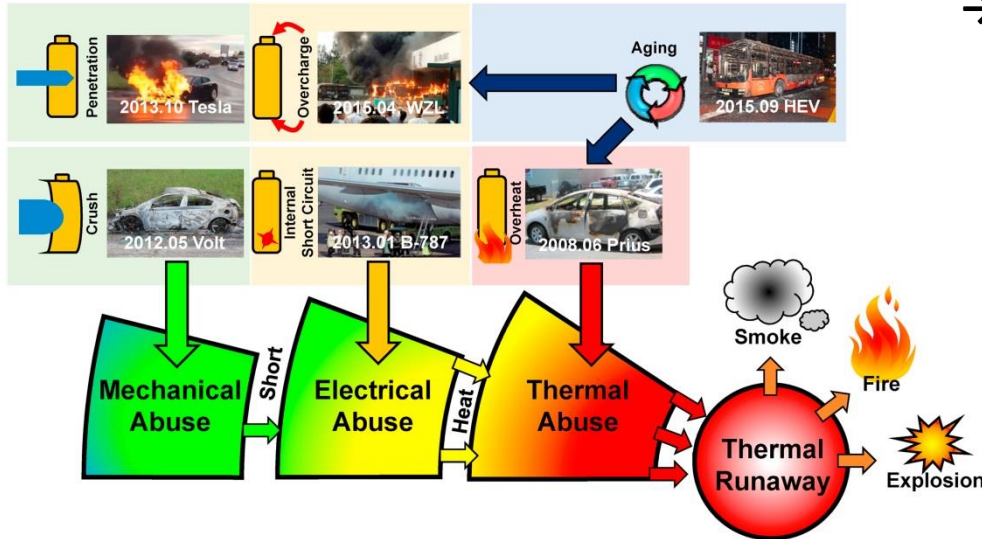 Penetration
2013.10 Tesla
Overcharge
2015.04 WZL
Aging
2015.09 HEV
Crush
2012.05 Volt
Internal
Short Circuit
2013.01 B-787
Overheat
2008.06 Prius
Mechanical
Abuse
Short
Electrical
Abuse
Heat
Thermal
Abuse
Thermal
Runaway
Smoke
Fire
Explosion